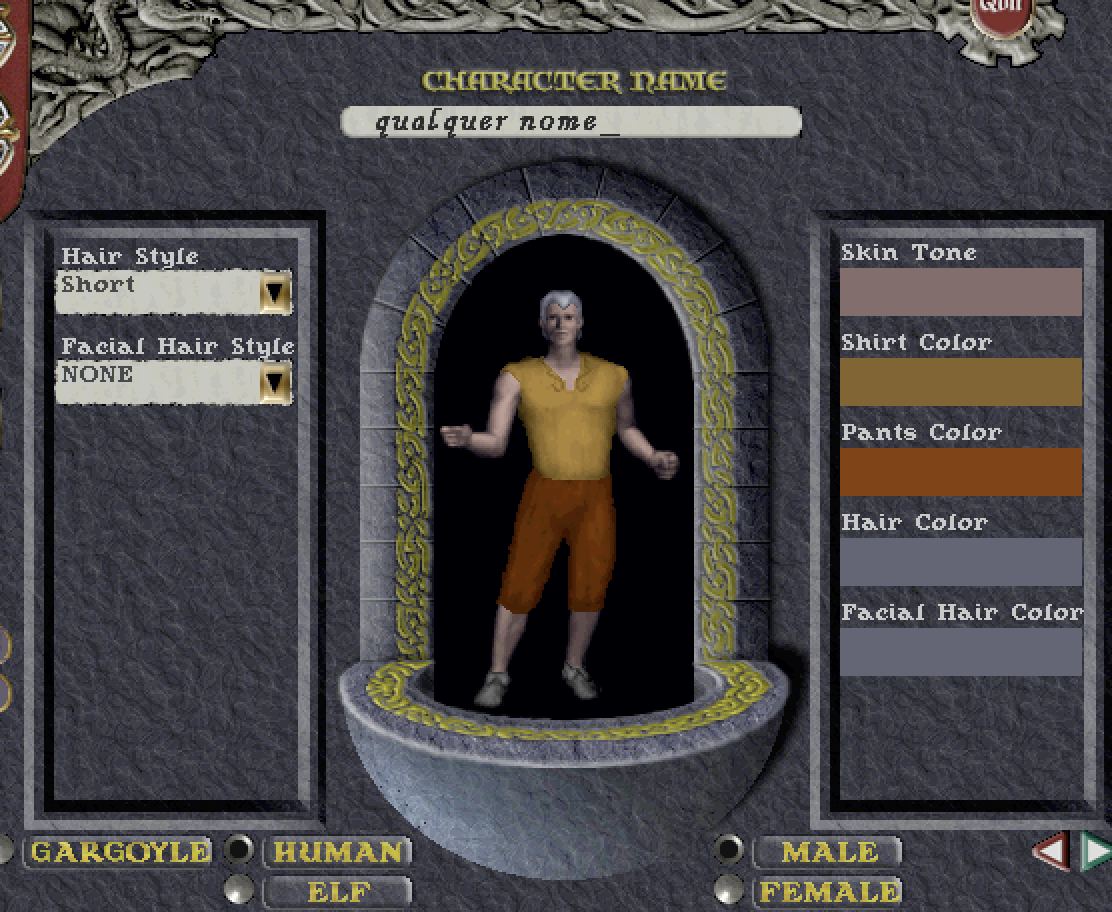 Quit
CHARACTER NAME
qualquer nome_
Hair Style
Short
Facial Hair Style
NONE
Skin Tone
Shirt Color
Pants Color
Hair Color
Facial Hair Color
GARGOYLE
HUMAN
ELF
MALE
FEMALE